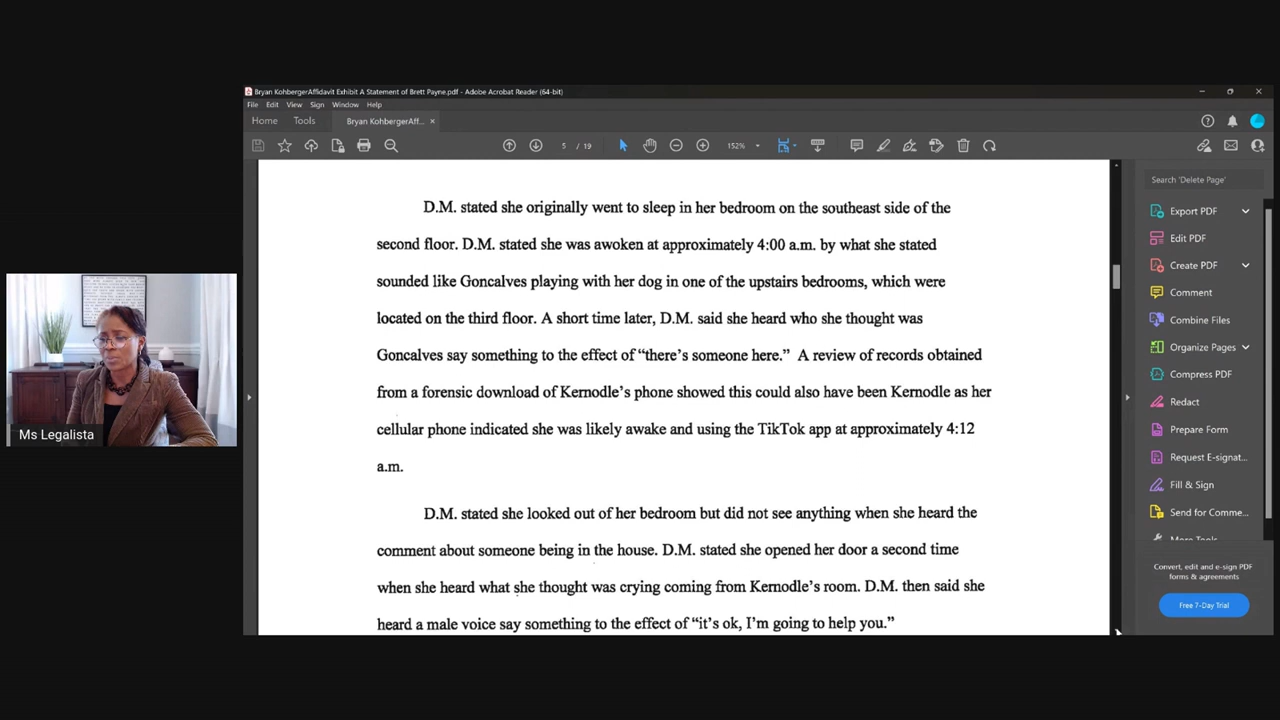 Bryan KohbergerAffidavit Exhibit A Statement of Brett Payne.pdf - Adobe Acrobat Reader (64-bit)
File Edit View Sign Window Help
Home Tools Bryan KohbergerAff... ×
5 / 19 152%
Search 'Delete Page'
Export PDF
Edit PDF
Create PDF
Comment
Combine Files
Organize Pages
Compress PDF
Redact
Prepare Form
Request E-signat...
Fill & Sign
Send for Comme...
More Tools
Convert, edit and e-sign PDF
forms & agreements
Free 7-Day Trial
D.M. stated she originally went to sleep in her bedroom on the southeast side of the
second floor. D.M. stated she was awoken at approximately 4:00 a.m. by what she stated
sounded like Goncalves playing with her dog in one of the upstairs bedrooms, which were
located on the third floor. A short time later, D.M. said she heard who she thought was
Goncalves say something to the effect of “there’s someone here.” A review of records obtained
from a forensic download of Kernodle’s phone showed this could also have been Kernodle as her
cellular phone indicated she was likely awake and using the TikTok app at approximately 4:12
a.m.
D.M. stated she looked out of her bedroom but did not see anything when she heard the
comment about someone being in the house. D.M. stated she opened her door a second time
when she heard what she thought was crying coming from Kernodle’s room. D.M. then said she
heard a male voice say something to the effect of “it’s ok, I’m going to help you.”
Ms Legalista